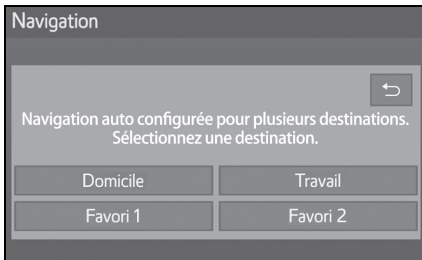 Navigation
Navigation auto configurée pour plusieurs destinations.
Sélectionnez une destination.
Domicile
Travail
Favori 1
Favori 2